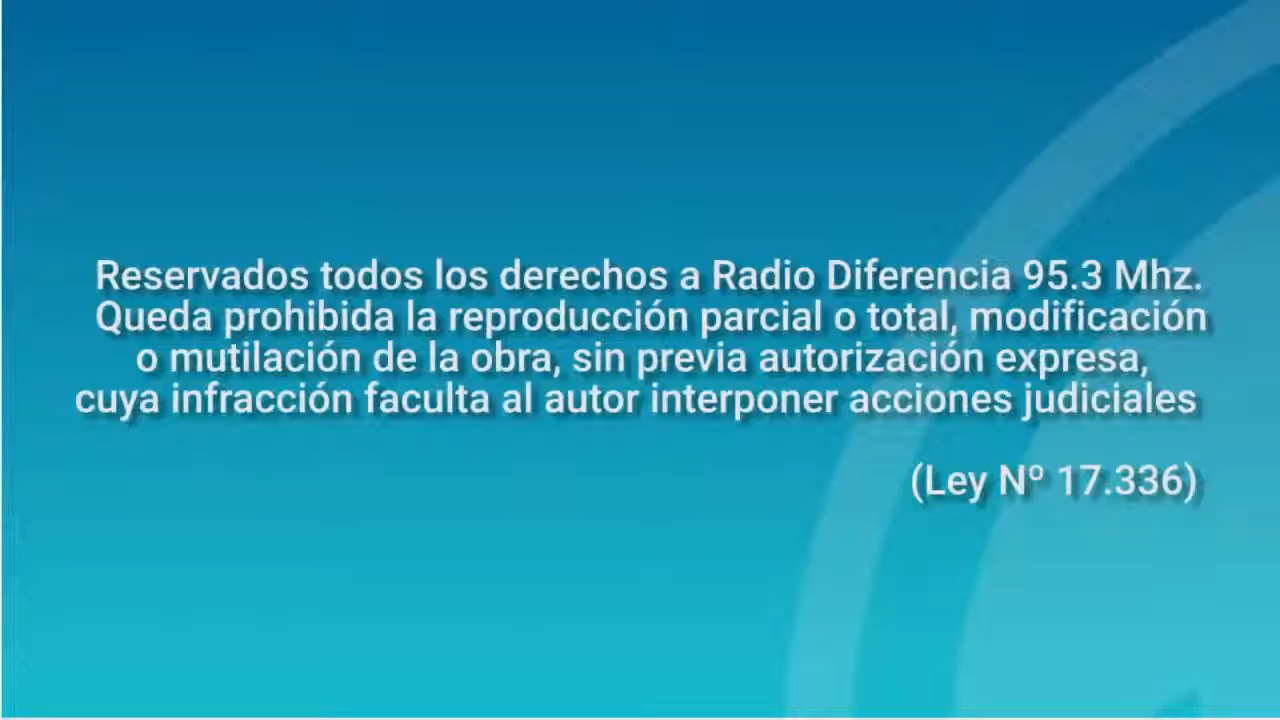 Reservados todos los derechos a Radio Diferencia 95.3 Mhz.
Queda prohibida la reproducción parcial o total, modificación
o mutilación de la obra, sin previa autorización expresa,
cuya infracción faculta al autor interponer acciones judiciales
(Ley Nº 17.336)